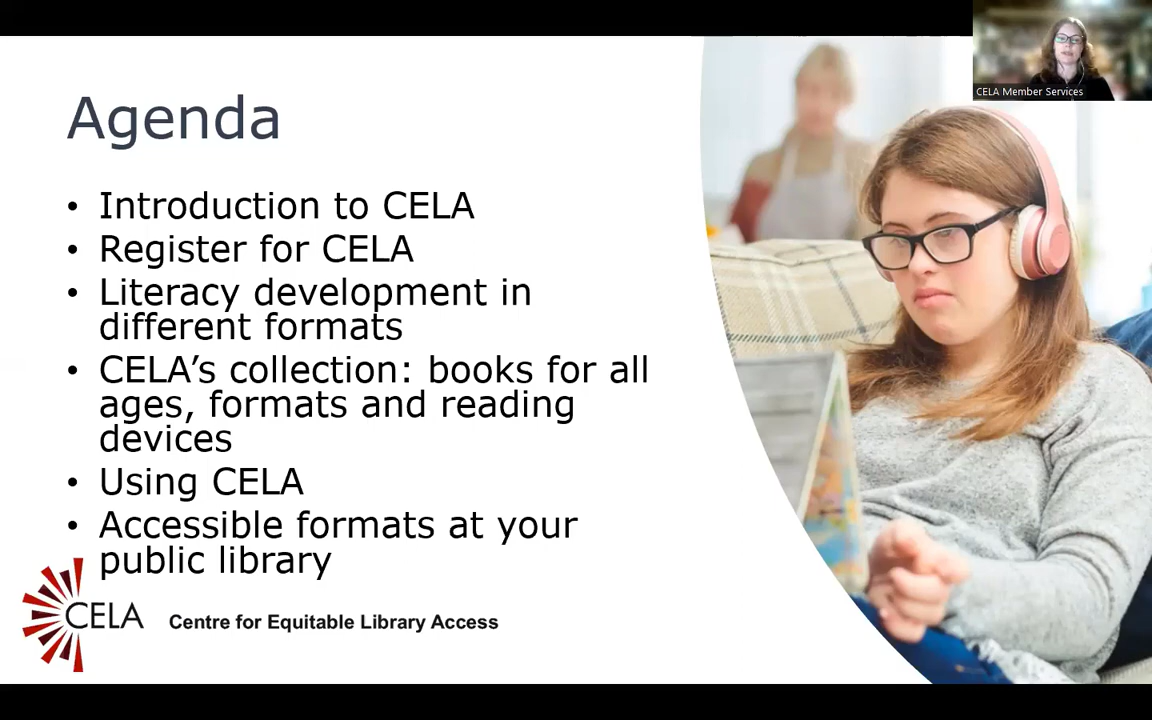 CELA Member Services
Agenda
• Introduction to CELA
• Register for CELA
• Literacy development in
different formats
• CELA’s collection: books for all
ages, formats and reading
devices
• Using CELA
• Accessible formats at your
public library
CELA
Centre for Equitable Library Access